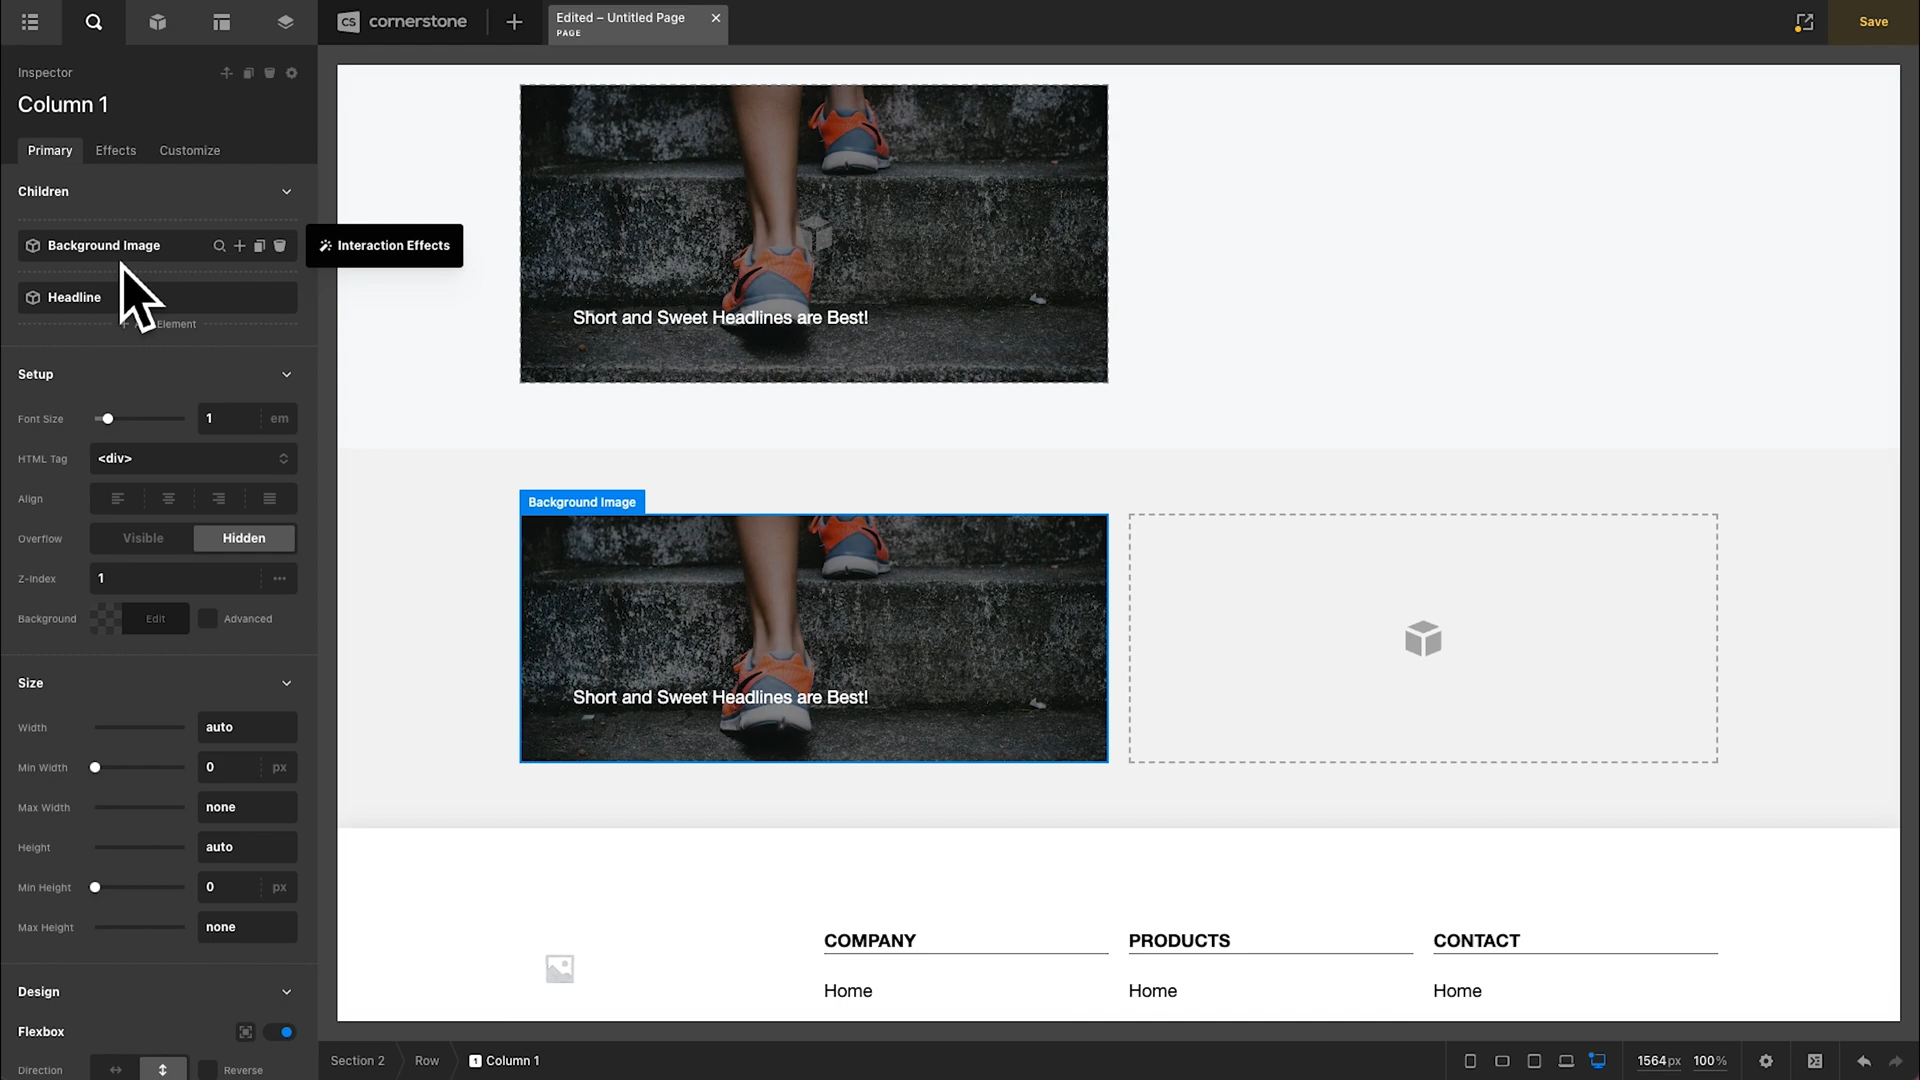 CS cornerstone
Edited – Untitled Page
PAGE
Save
Inspector
Column 1
Primary
Effects
Customize
Children
Background Image
Interaction Effects
Headline
Element
Setup
Font Size
1
em
HTML Tag
<div>
Align
Overflow
Visible
Hidden
Z-Index
1
Background
Edit
Advanced
Size
Width
auto
Min Width
0
px
Max Width
none
Height
auto
Min Height
0
px
Max Height
none
Design
Flexbox
Direction
Reverse
Short and Sweet Headlines are Best!
Background Image
Short and Sweet Headlines are Best!
COMPANY
PRODUCTS
CONTACT
Home
Home
Home
Section 2
Row
1 Column 1
1564px
100%